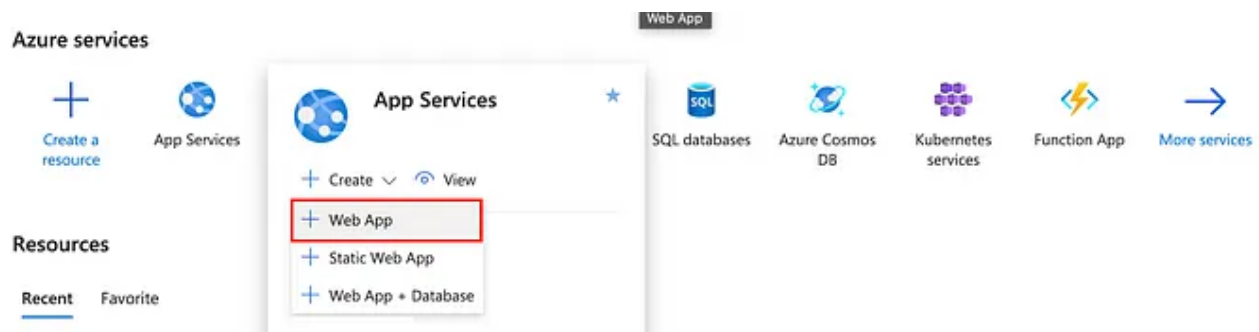 Web App
Azure services
Create a
resource
App Services
App Services
Create
View
Web App
Static Web App
Web App + Database
SQL
SQL databases
Azure Cosmos
DB
Kubernetes
services
Function App
More services
Resources
Recent
Favorite